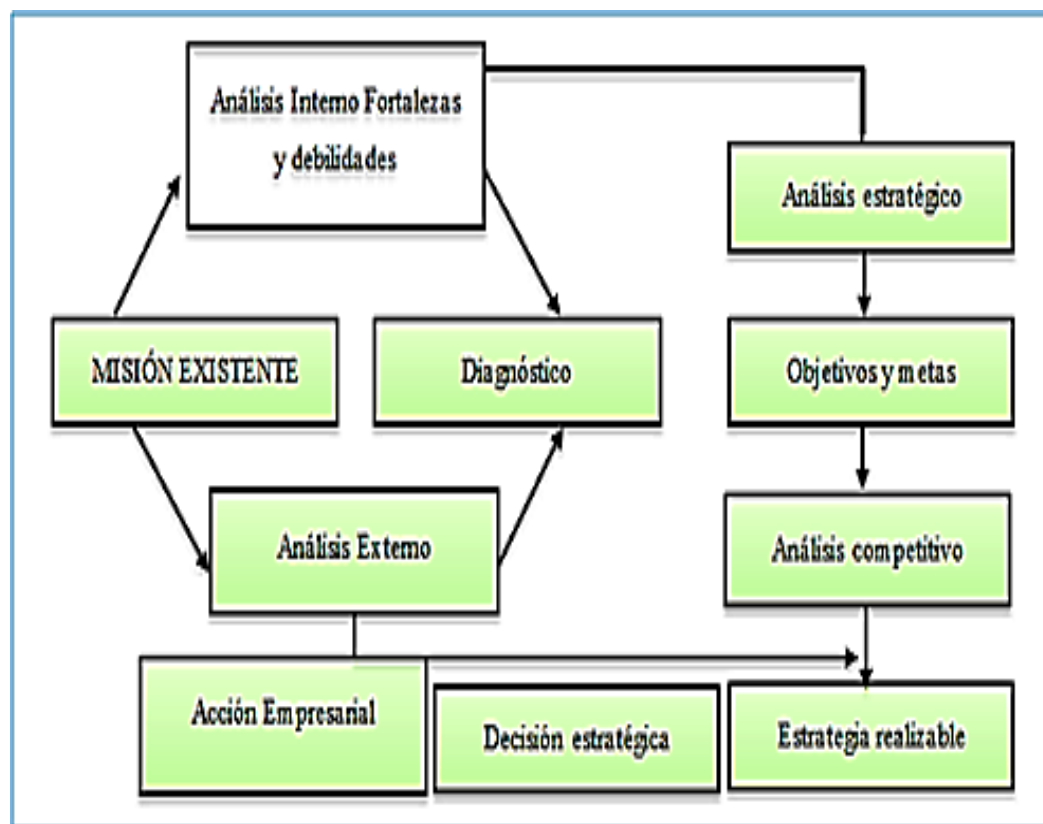 Análisis Interno Fortalezas
y debilidades
Análisis estratégico
MISIÓN EXISTENTE
Diagnóstico
Objetivos y metas
Análisis Externo
Análisis competitivo
Acción Empresarial
Decisión estratégica
Estrategia realizable